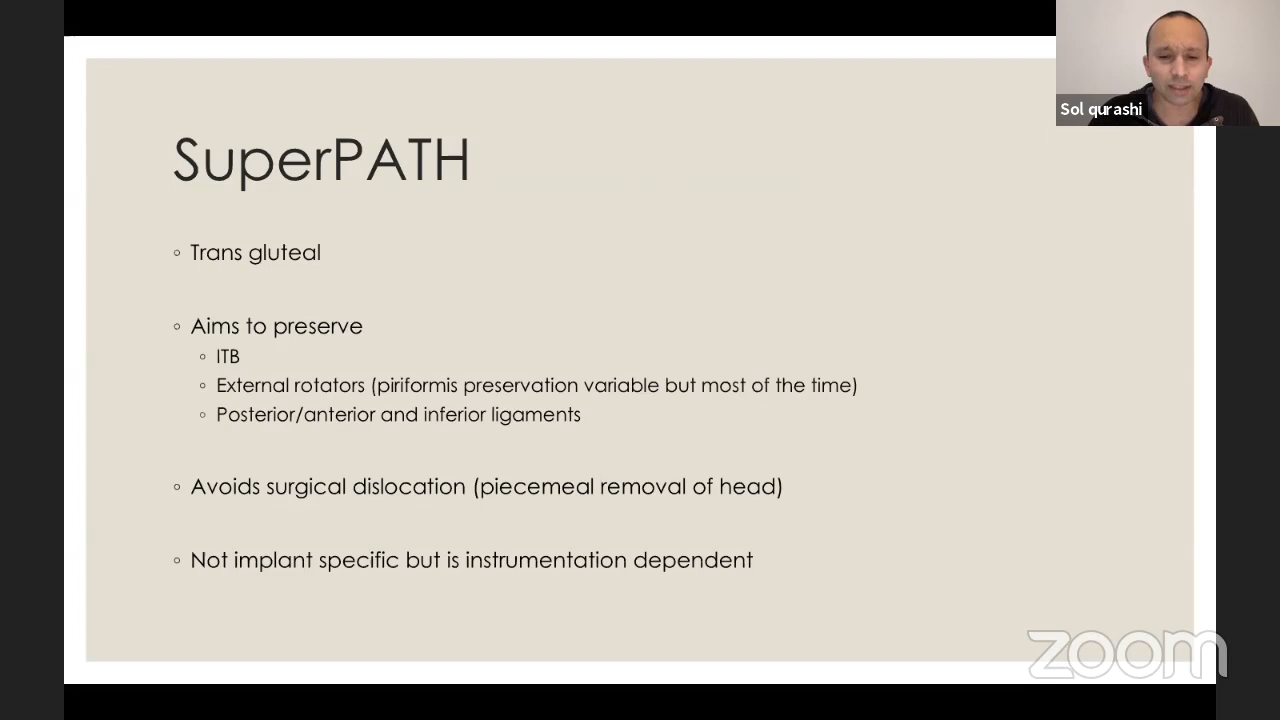 Sol qurashi
SuperPATH
◦ Trans gluteal
◦ Aims to preserve
◦ ITB
◦ External rotators (piriformis preservation variable but most of the time)
◦ Posterior/anterior and inferior ligaments
◦ Avoids surgical dislocation (piecemeal removal of head)
◦ Not implant specific but is instrumentation dependent
zoom